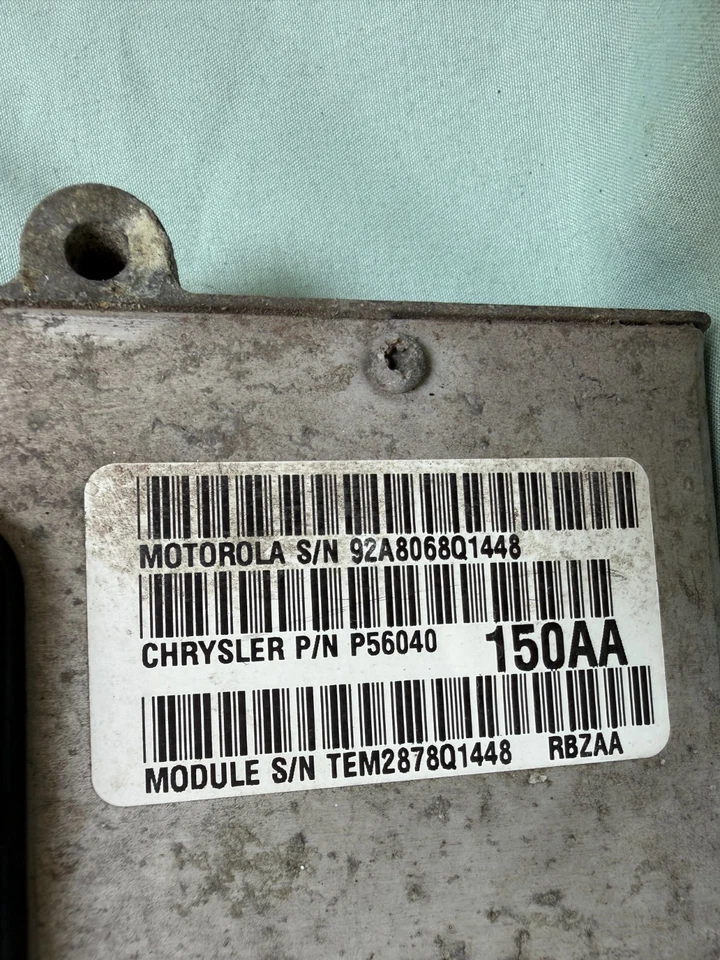 MOTOROLA S/N 92A8068Q1448
CHRYSLER P/N P56040 150AA
MODULE S/N TEM2878Q1448 RBZAA